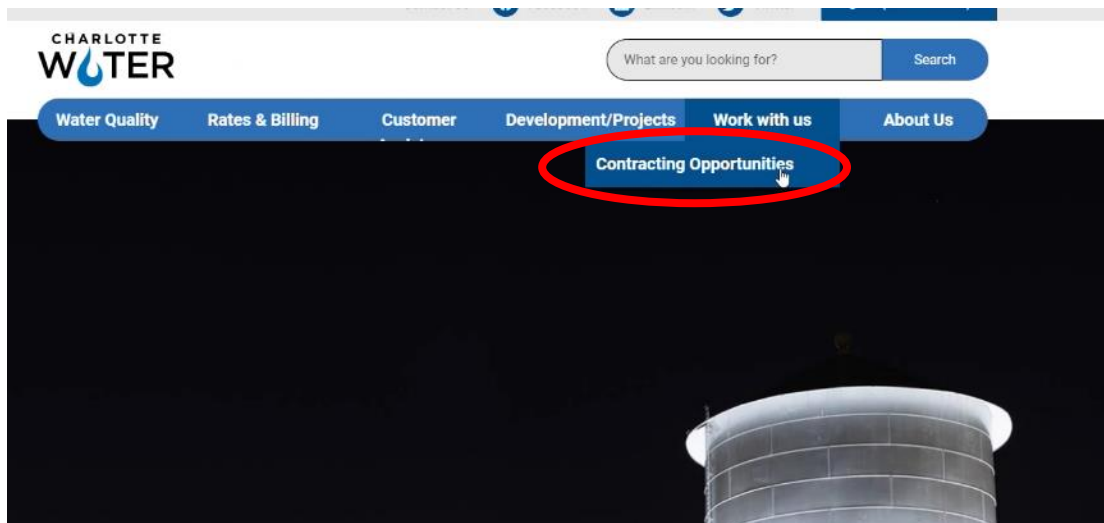 CHARLOTTE
WATER
What are you looking for?
Search
Water Quality
Rates & Billing
Customer
Development/Projects
Work with us
About Us
Contracting Opportunities